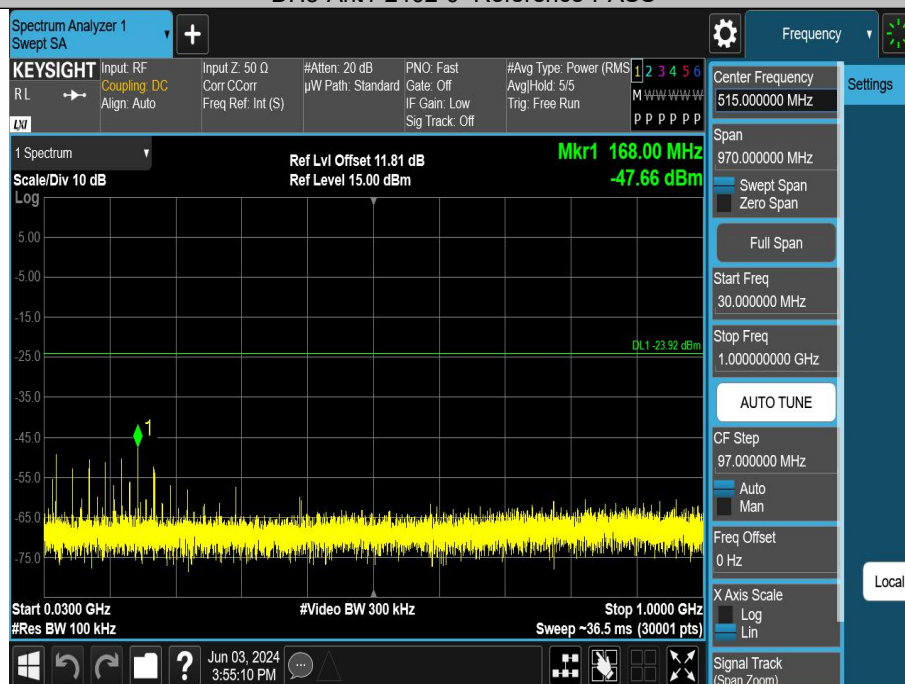 Spectrum Analyzer 1
Swept SA
+
Frequency
KEYSIGHT
RL
LXI
Input: RF
Coupling: DC
Align: Auto
Input Z: 50 Ω
Corr CCorr
Freq Ref: Int (S)
#Atten: 20 dB
µW Path: Standard
PNO: Fast
Gate: Off
IF Gain: Low
Sig Track: Off
#Avg Type: Power (RMS
Avg|Hold: 5/5
Trig: Free Run
1 2 3 4 5 6
M W W W W W
P P P P P P
Center Frequency
515.000000 MHz
Settings
1 Spectrum
Scale/Div 10 dB
Log
Ref Lvl Offset 11.81 dB
Ref Level 15.00 dBm
Mkr1 168.00 MHz
-47.66 dBm
Span
970.000000 MHz
Swept Span
Zero Span
Full Span
Start Freq
30.000000 MHz
Stop Freq
1.000000000 GHz
AUTO TUNE
CF Step
97.000000 MHz
Auto
Man
Freq Offset
0 Hz
X Axis Scale
Log
Lin
Signal Track
(Span Zoom)
Local
5.00
-5.00
-15.0
DL1 -23.92 dBm
-25.0
-35.0
1
-45.0
-55.0
-65.0
-75.0
Start 0.0300 GHz
#Res BW 100 kHz
#Video BW 300 kHz
Stop 1.0000 GHz
Sweep ~36.5 ms (30001 pts)
?
Jun 03, 2024
3:55:10 PM